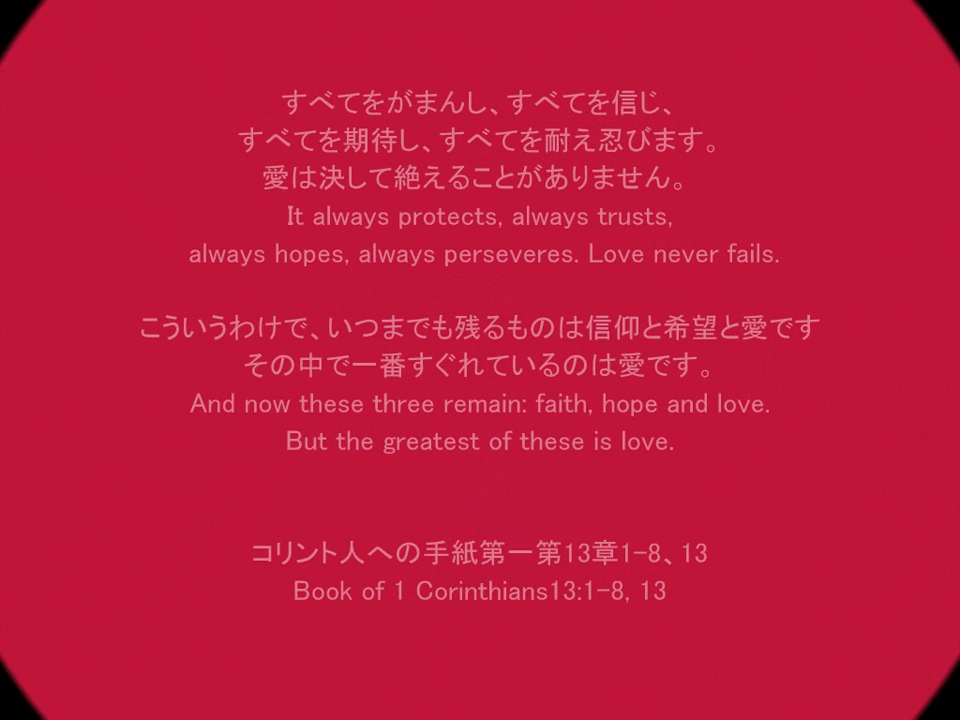 すべてをがまんし、すべてを信じ、
すべてを期待し、すべてを耐え忍びます。
愛は決して絶えることがありません。
It always protects, always trusts,
always hopes, always perseveres. Love never fails.
こういうわけで、いつまでも残るものは信仰と希望と愛です
その中で一番すぐれているのは愛です。
And now these three remain: faith, hope and love.
But the greatest of these is love.
コリント人への手紙第一第13章1-8、13
Book of 1 Corinthians13:1-8, 13